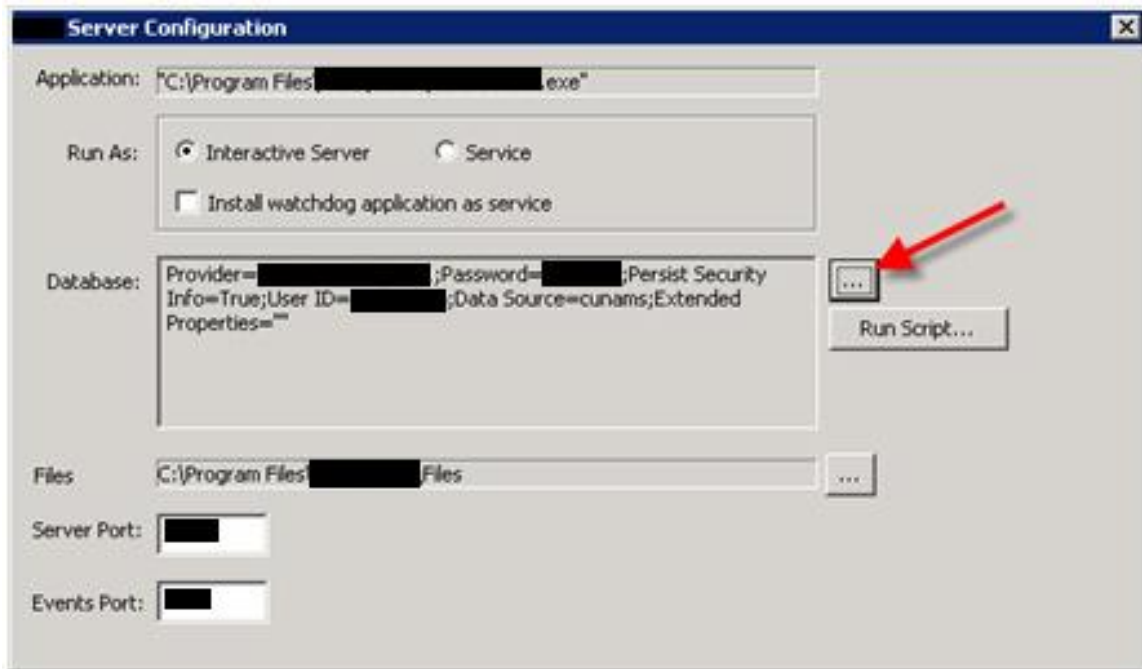 Server Configuration
Application: "C:\Program Files\ .exe"
Run As: Interactive Server Service
Install watchdog application as service
Database: Provider= ;Password= ;Persist Security
Info=True;User ID= ;Data Source=cunams;Extended
Properties=""
...
Run Script...
Files C:\Program Files\ Files ...
Server Port:
Events Port: